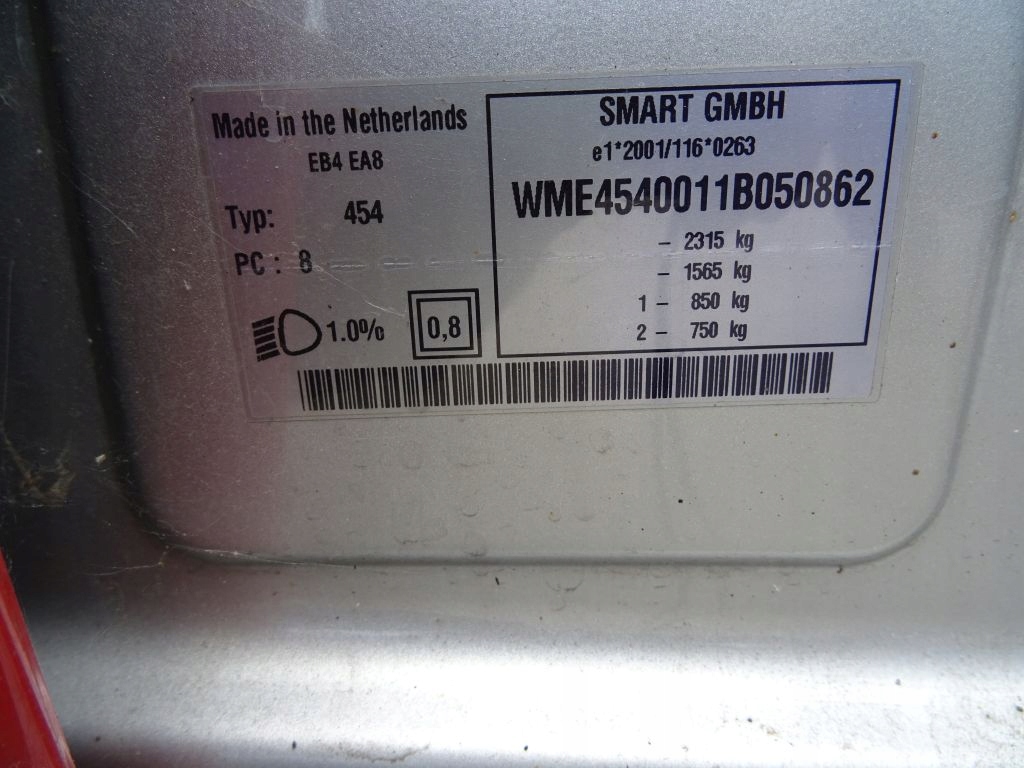 Made in the Netherlands
EB4 EA8
Typ: 454
PC : 8
1.0%
0,8
SMART GMBH
e1*2001/116*0263
WME4540011B050862
– 2315 kg
– 1565 kg
1 – 850 kg
2 – 750 kg